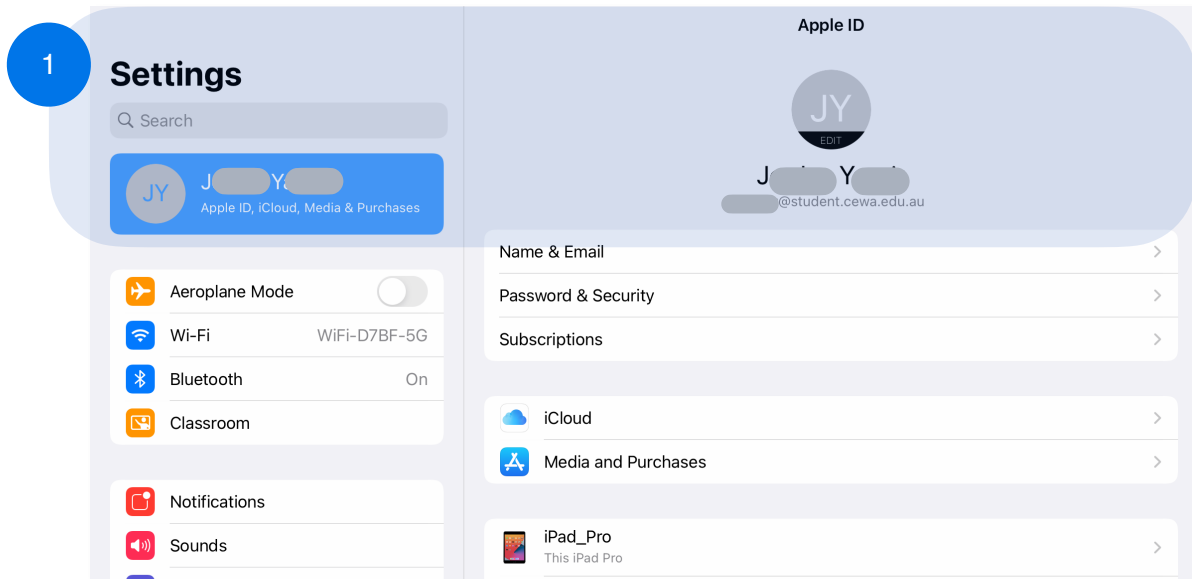 1
Settings
Search
JY
J Y
Apple ID, iCloud, Media & Purchases
Aeroplane Mode
Wi-Fi WiFi-D7BF-5G
Bluetooth On
Classroom
Notifications
Sounds
Apple ID
JY
EDIT
J Y
@student.cewa.edu.au
Name & Email
Password & Security
Subscriptions
iCloud
Media and Purchases
iPad_Pro
This iPad Pro